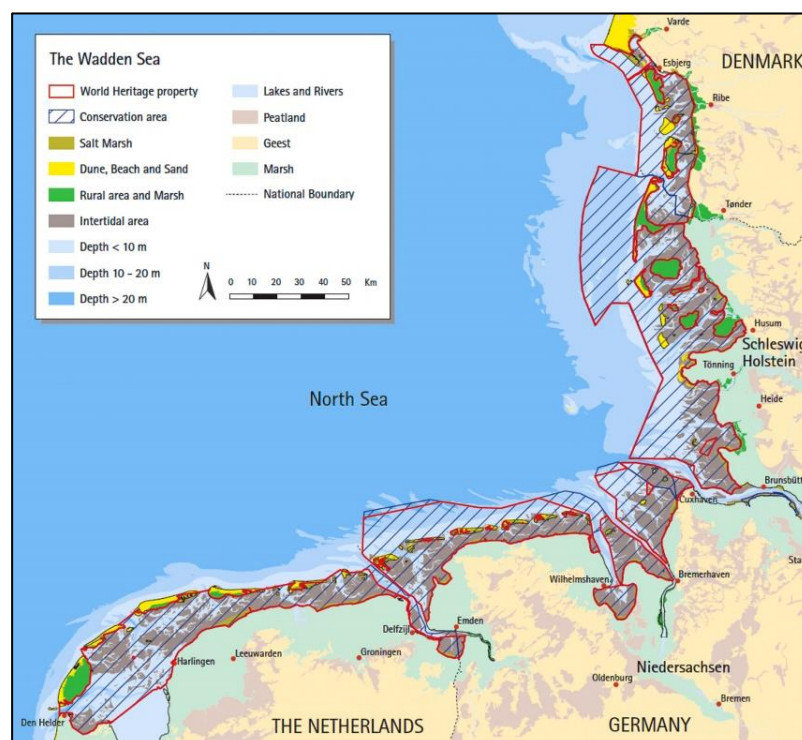 The Wadden Sea
World Heritage property
Conservation area
Salt Marsh
Dune, Beach and Sand
Rural area and Marsh
Intertidal area
Depth < 10 m
Depth 10 - 20 m
Depth > 20 m
Lakes and Rivers
Peatland
Geest
Marsh
National Boundary
N
0 10 20 30 40 50 Km
Varde
DENMARK
Esbjerg
Ribe
Tønder
Husum
Schleswig
Holstein
Tönning
Heide
North Sea
Brunsbütt
Cuxhaven
Sta
Wilhelmshaven
Bremerhaven
Delfzijl
Emden
Harlingen
Leeuwarden
Groningen
Niedersachsen
Oldenburg
Bremen
Den Helder
THE NETHERLANDS
GERMANY